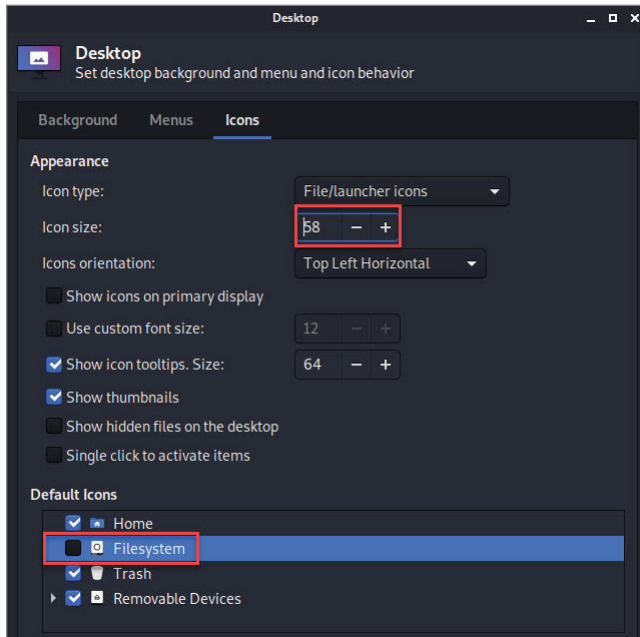 Desktop
Desktop
Set desktop background and menu and icon behavior
Background Menus Icons
Appearance
Icon type: File/launcher icons
Icon size: 58 − +
Icons orientation: Top Left Horizontal
Show icons on primary display
Use custom font size: 12 − +
Show icon tooltips. Size: 64 − +
Show thumbnails
Show hidden files on the desktop
Single click to activate items
Default Icons
Home
Filesystem
Trash
Removable Devices